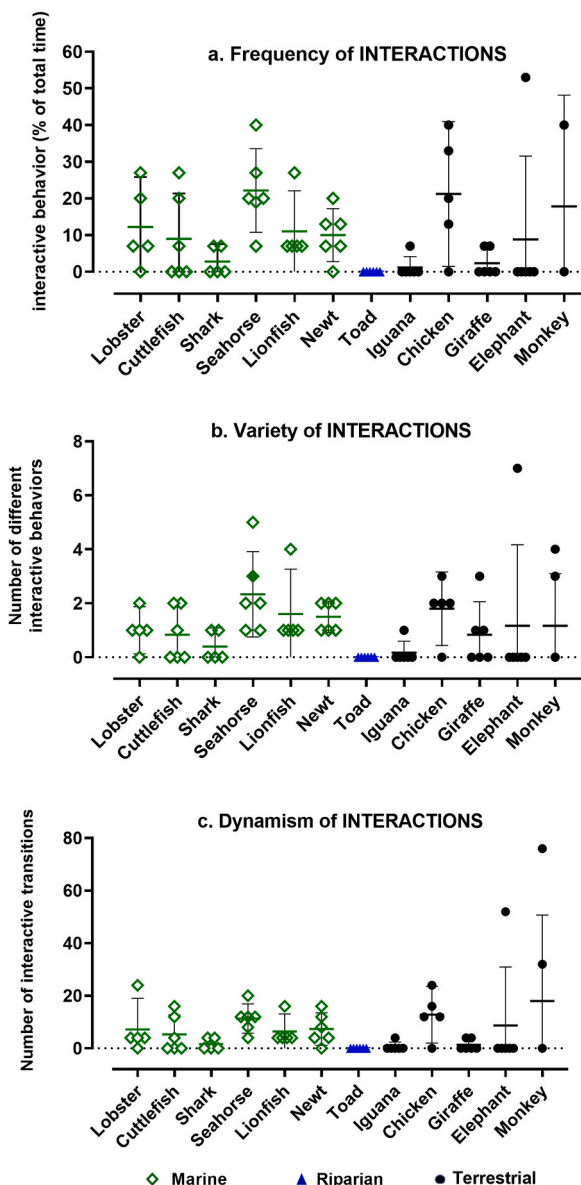 a. Frequency of INTERACTIONS
interactive behavior (% of total time)
60
50
40
30
20
10
0
Lobster
Cuttlefish
Shark
Seahorse
Lionfish
Newt
Toad
Iguana
Chicken
Giraffe
Elephant
Monkey
b. Variety of INTERACTIONS
Number of different
interactive behaviors
8
6
4
2
0
Lobster
Cuttlefish
Shark
Seahorse
Lionfish
Newt
Toad
Iguana
Chicken
Giraffe
Elephant
Monkey
c. Dynamism of INTERACTIONS
Number of interactive transitions
80
60
40
20
0
Lobster
Cuttlefish
Shark
Seahorse
Lionfish
Newt
Toad
Iguana
Chicken
Giraffe
Elephant
Monkey
Marine
Riparian
Terrestrial